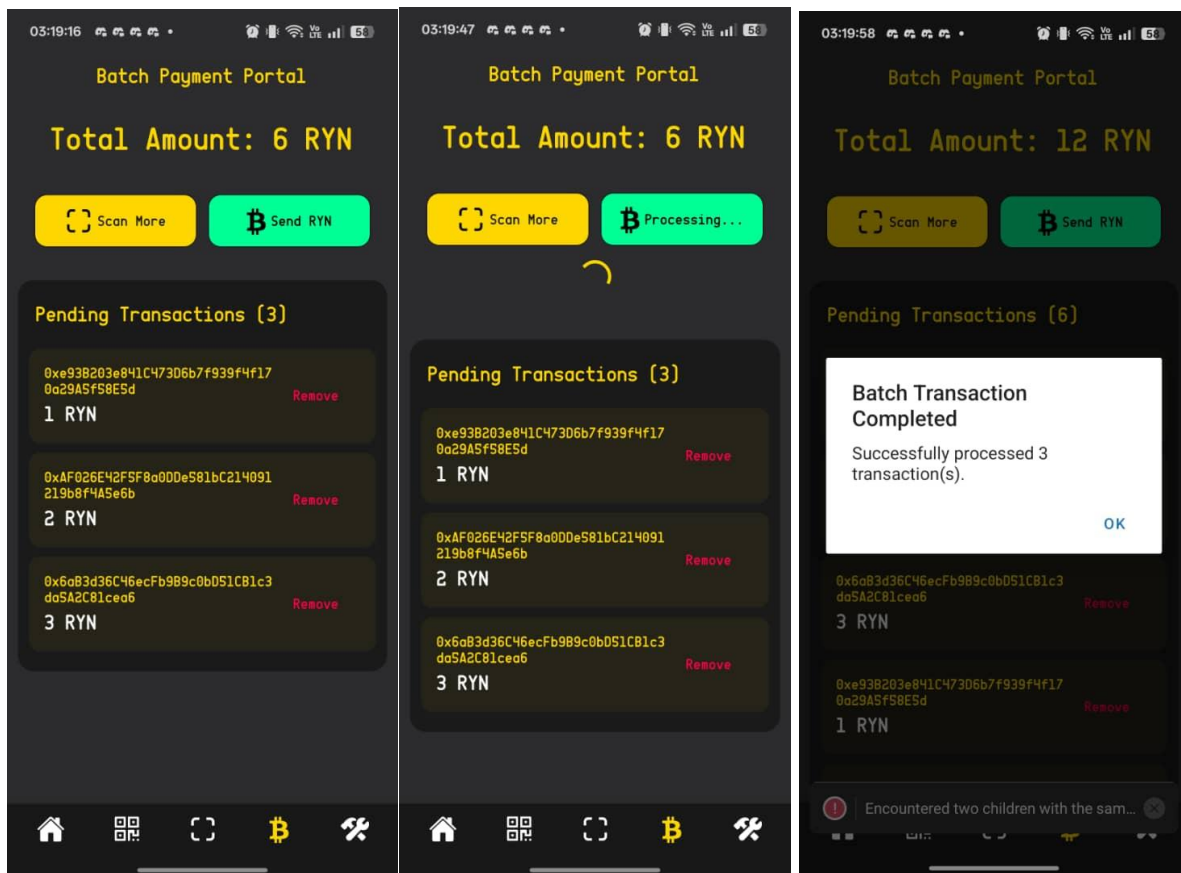 03:19:16
Batch Payment Portal
Total Amount: 6 RYN
Scan More
Send RYN
Pending Transactions (3)
0xe93B203e841C473D6b7f939f4f17
0a29A5f58E5d
Remove
1 RYN
0xAF026E42F5F8a0DDe581bC214091
219b8f4A5e6b
Remove
2 RYN
0x6aB3d36C46ecFb9B9c0bD51CB1c3
da5A2C81cea6
Remove
3 RYN
03:19:47
Batch Payment Portal
Total Amount: 6 RYN
Scan More
Processing...
Pending Transactions (3)
0xe93B203e841C473D6b7f939f4f17
0a29A5f58E5d
Remove
1 RYN
0xAF026E42F5F8a0DDe581bC214091
219b8f4A5e6b
Remove
2 RYN
0x6aB3d36C46ecFb9B9c0bD51CB1c3
da5A2C81cea6
Remove
3 RYN
03:19:58
Batch Payment Portal
Total Amount: 12 RYN
Scan More
Send RYN
Pending Transactions (6)
Batch Transaction
Completed
Successfully processed 3
transaction(s).
OK
0x6aB3d36C46ecFb9B9c0bD51CB1c3
da5A2C81cea6
Remove
3 RYN
0xe93B203e841C473D6b7f939f4f17
0a29A5f58E5d
Remove
1 RYN
Encountered two children with the sam...